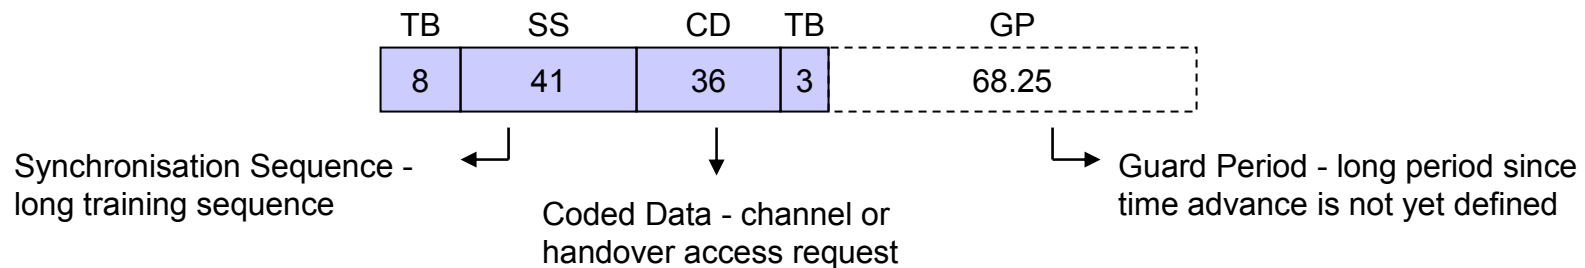 TB SS CD TB GP
8 41 36 3 68.25
Synchronisation Sequence -
long training sequence
Coded Data - channel or
handover access request
Guard Period - long period since
time advance is not yet defined